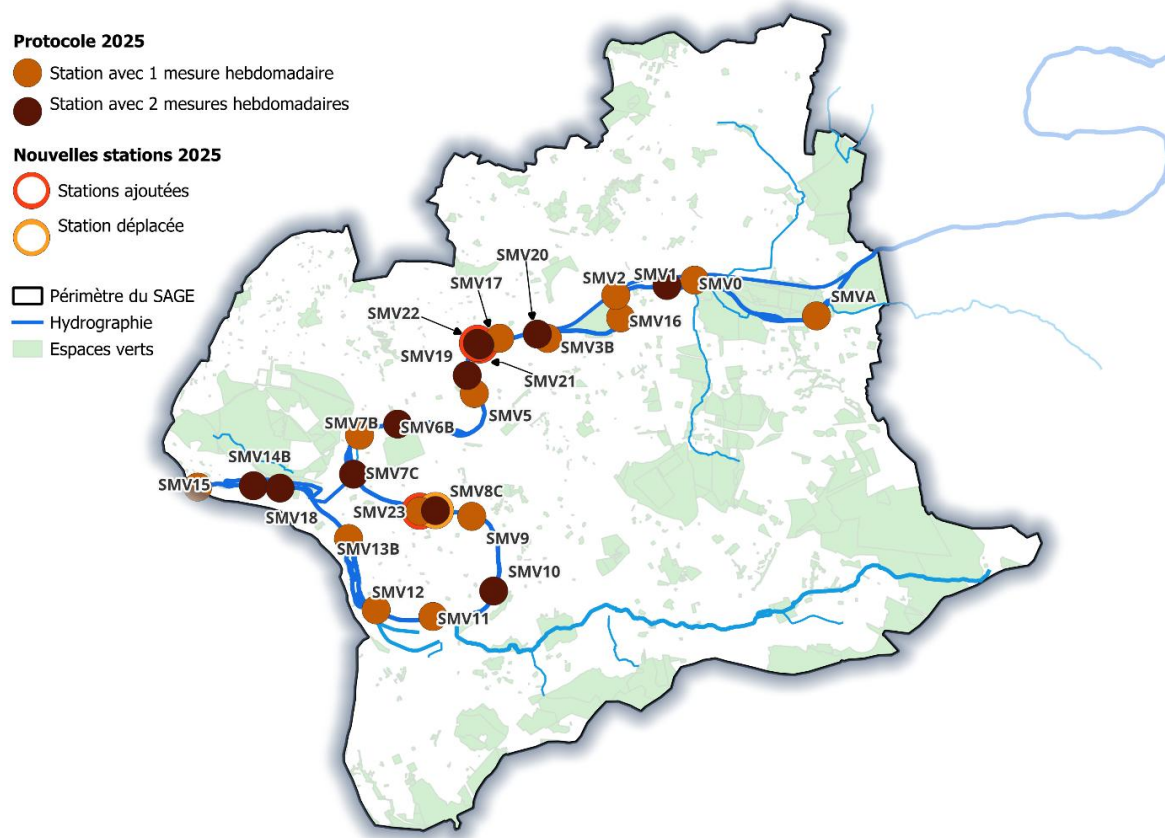 Protocole 2025
Station avec 1 mesure hebdomadaire
Station avec 2 mesures hebdomadaires
Nouvelles stations 2025
Stations ajoutées
Station déplacée
Périmètre du SAGE
Hydrographie
Espaces verts
SMV20
SMV17
SMV2
SMV1
SMV0
SMVA
SMV22
SMV16
SMV3B
SMV19
SMV21
SMV5
SMV7B
SMV6B
SMV14B
SMV7C
SMV15
SMV8C
SMV23
SMV18
SMV9
SMV13B
SMV10
SMV12
SMV11